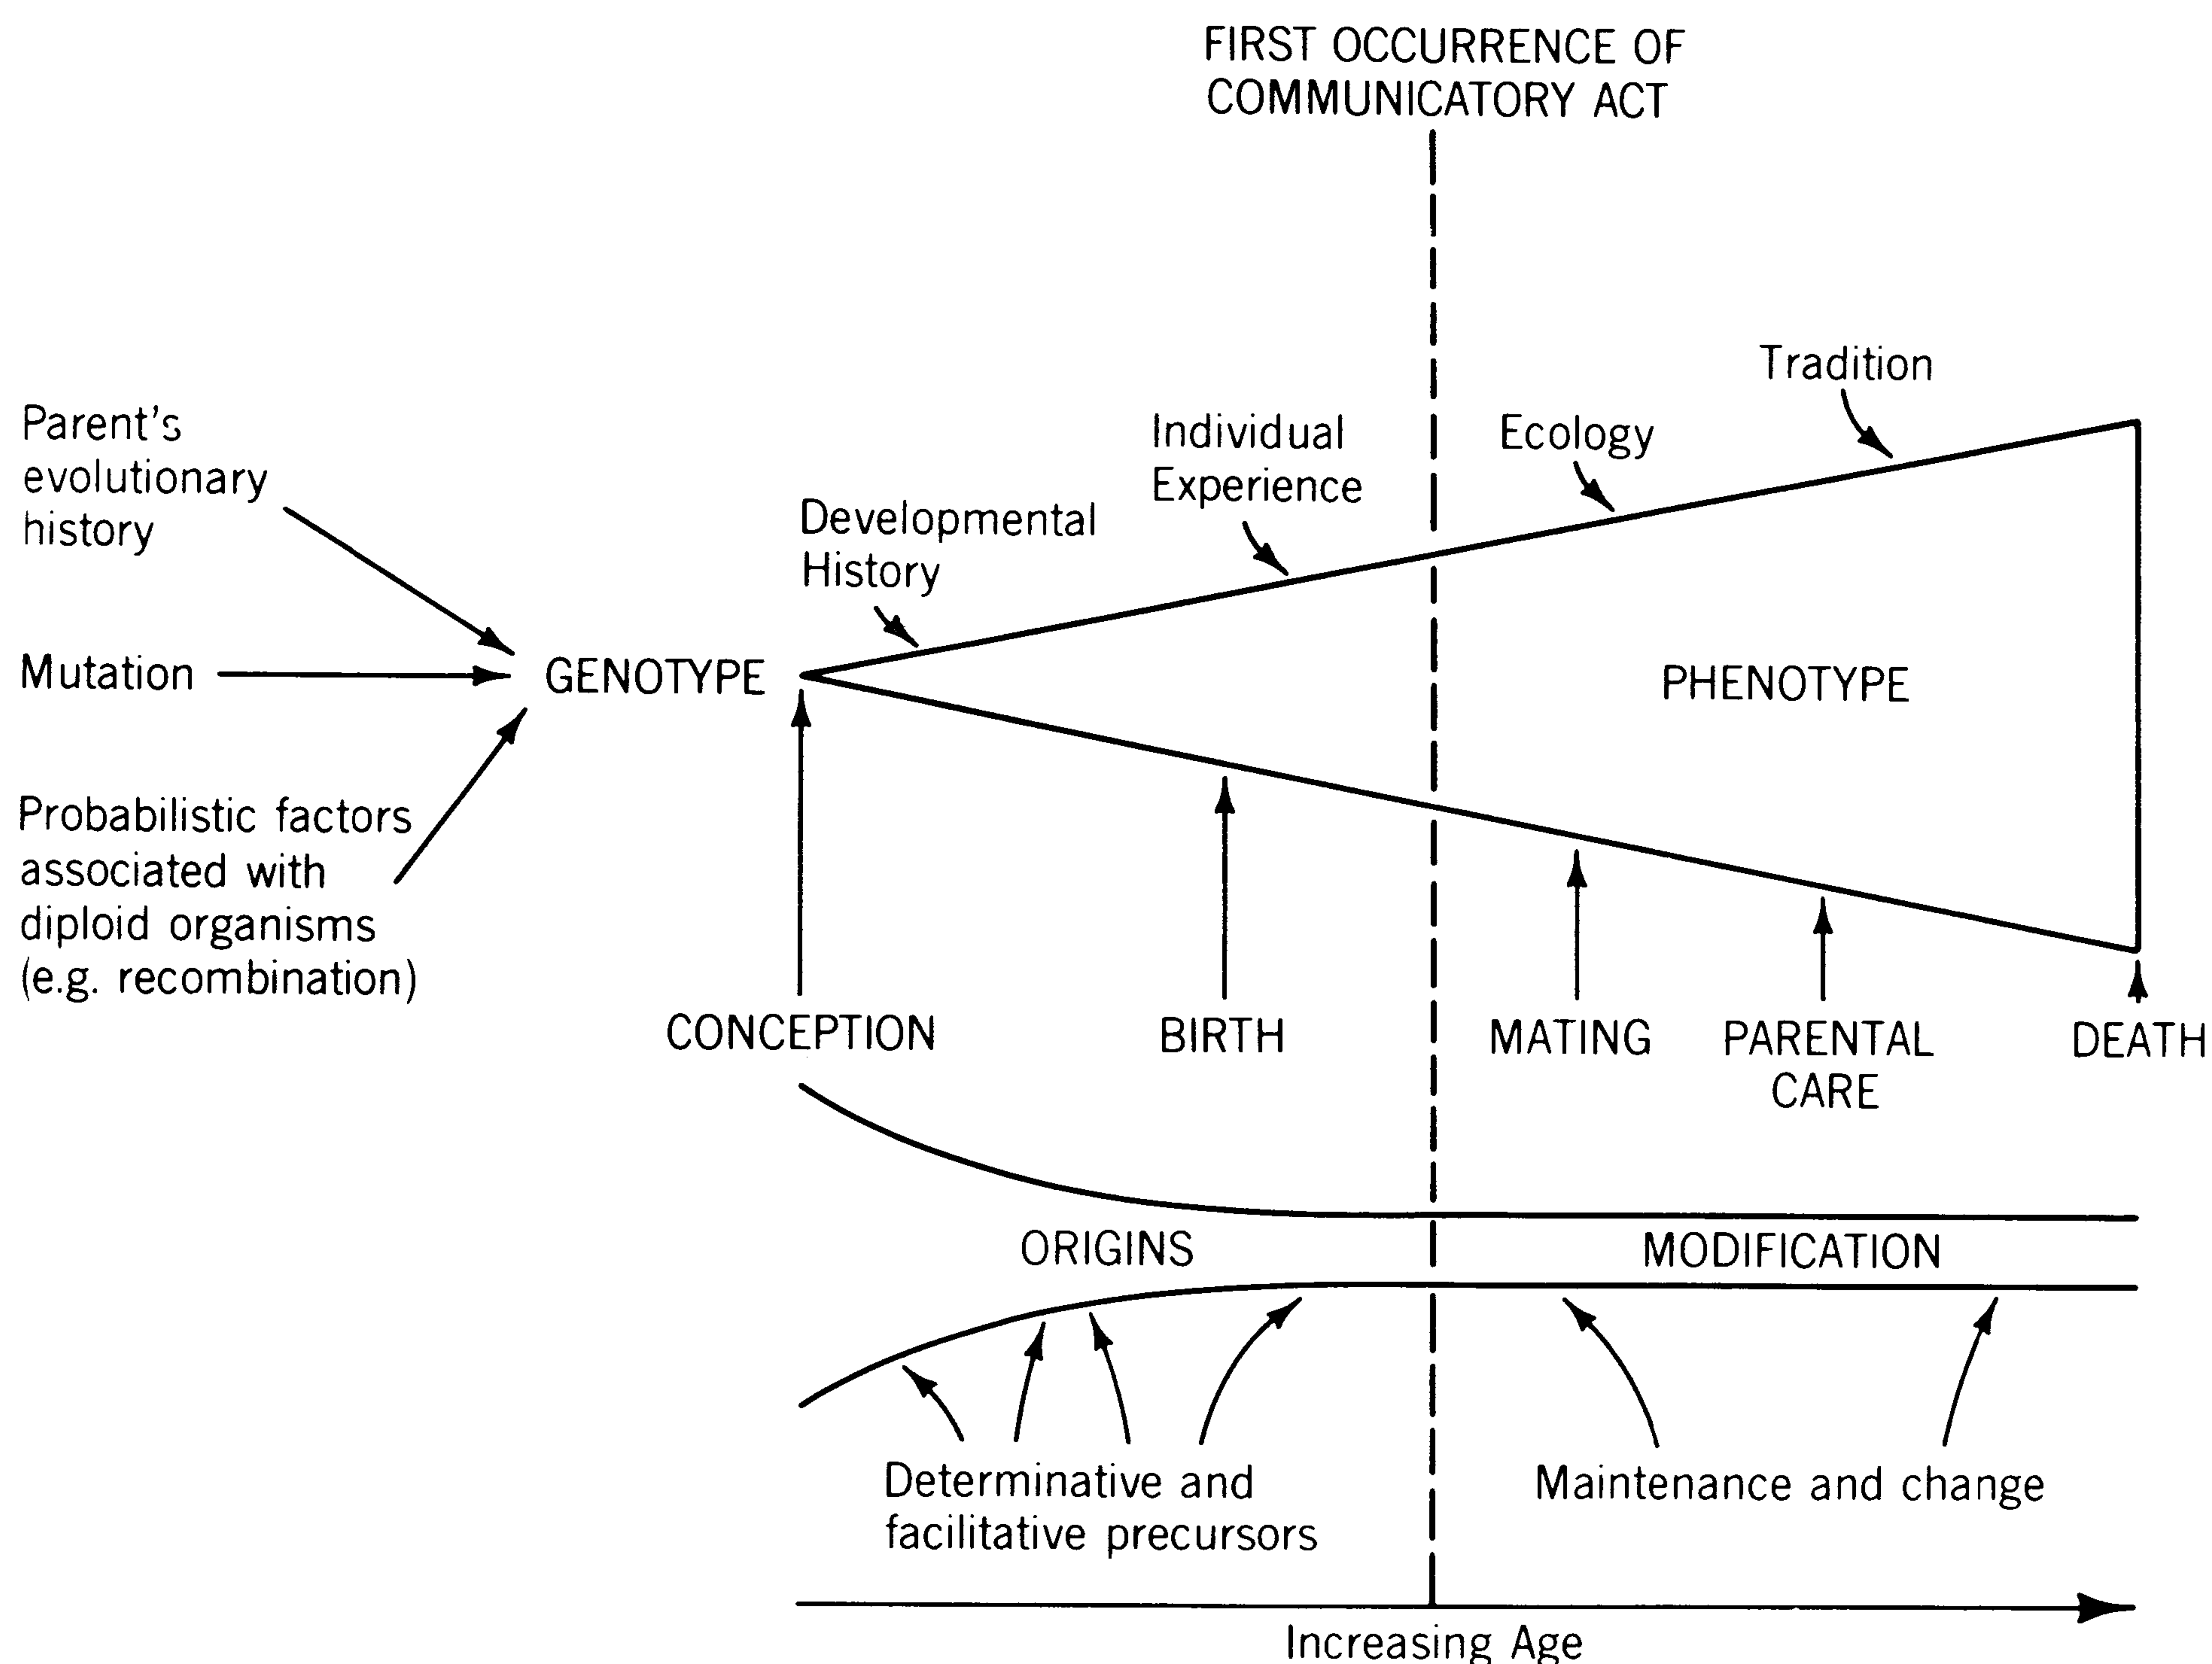 FIRST OCCURRENCE OF
COMMUNICATORY ACT
Tradition
Parent's
evolutionary
history
Individual
Experience
Ecology
Developmental
History
Mutation
GENOTYPE
PHENOTYPE
Probabilistic factors
associated with
diploid organisms
(e.g. recombination)
CONCEPTION
BIRTH
MATING
PARENTAL
CARE
DEATH
ORIGINS
MODIFICATION
Determinative and
facilitative precursors
Maintenance and change
Increasing Age